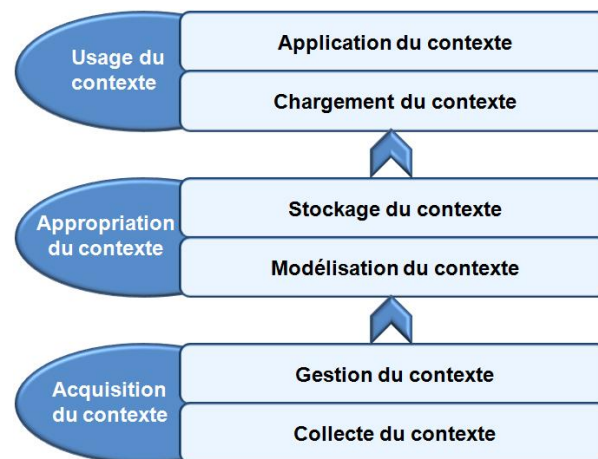 Usage du
contexte
Application du contexte
Chargement du contexte
Appropriation
du contexte
Stockage du contexte
Modélisation du contexte
Acquisition
du contexte
Gestion du contexte
Collecte du contexte